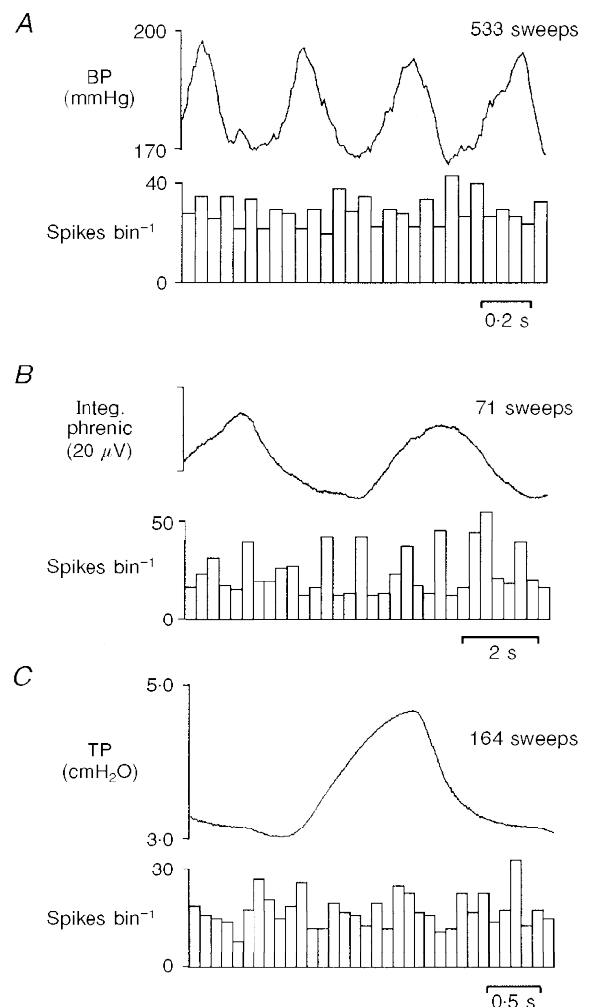 A
200
533 sweeps
BP
(mmHg)
170
40
Spikes bin⁻¹
0
0·2 s
B
Integ.
phrenic
(20 μV)
71 sweeps
50
Spikes bin⁻¹
0
2 s
C
5·0
TP
(cmH₂O)
164 sweeps
3·0
30
Spikes bin⁻¹
0
0·5 s